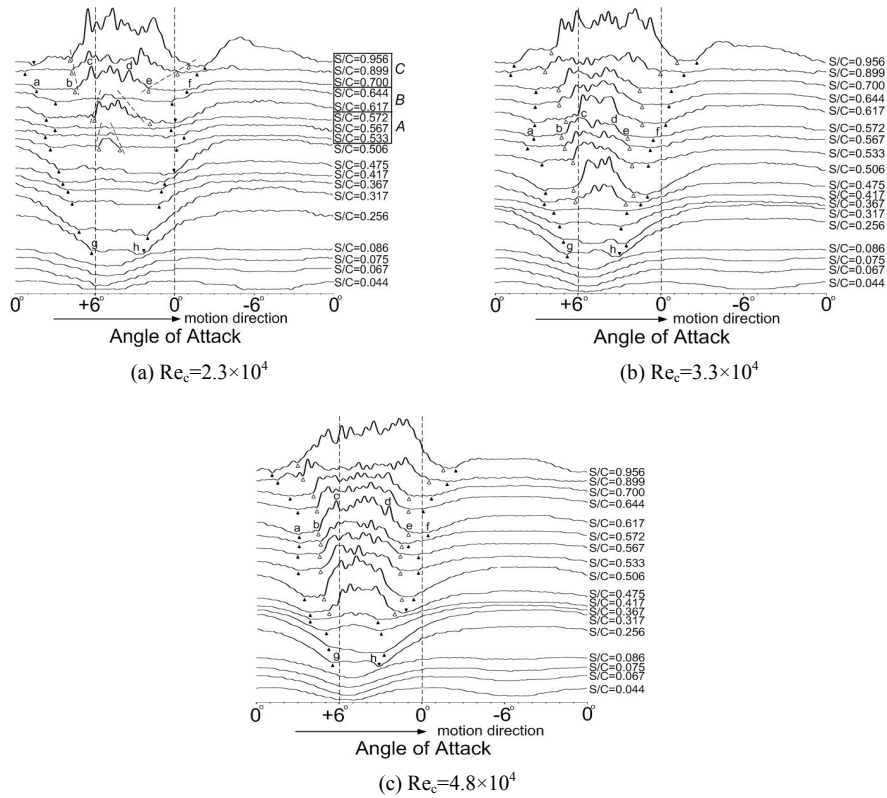 S/C=0.956
S/C=0.899
S/C=0.700
S/C=0.644
S/C=0.617
S/C=0.572
S/C=0.567
S/C=0.533
S/C=0.506
S/C=0.475
S/C=0.417
S/C=0.367
S/C=0.317
S/C=0.256
S/C=0.086
S/C=0.075
S/C=0.067
S/C=0.044
C
B
A
a
b
c
d
e
f
g
h
0° +6° 0° -6° 0°
motion direction
Angle of Attack
(a) Re_c=2.3×10⁴
S/C=0.956
S/C=0.899
S/C=0.700
S/C=0.644
S/C=0.617
S/C=0.572
S/C=0.567
S/C=0.533
S/C=0.506
S/C=0.475
S/C=0.417
S/C=0.367
S/C=0.317
S/C=0.256
S/C=0.086
S/C=0.075
S/C=0.067
S/C=0.044
a
b
c
d
e
f
g
h
0° +6° 0° -6° 0°
motion direction
Angle of Attack
(b) Re_c=3.3×10⁴
S/C=0.956
S/C=0.899
S/C=0.700
S/C=0.644
S/C=0.617
S/C=0.572
S/C=0.567
S/C=0.533
S/C=0.506
S/C=0.475
S/C=0.417
S/C=0.367
S/C=0.317
S/C=0.256
S/C=0.086
S/C=0.075
S/C=0.067
S/C=0.044
a
b
c
d
e
f
g
h
0° +6° 0° -6° 0°
motion direction
Angle of Attack
(c) Re_c=4.8×10⁴